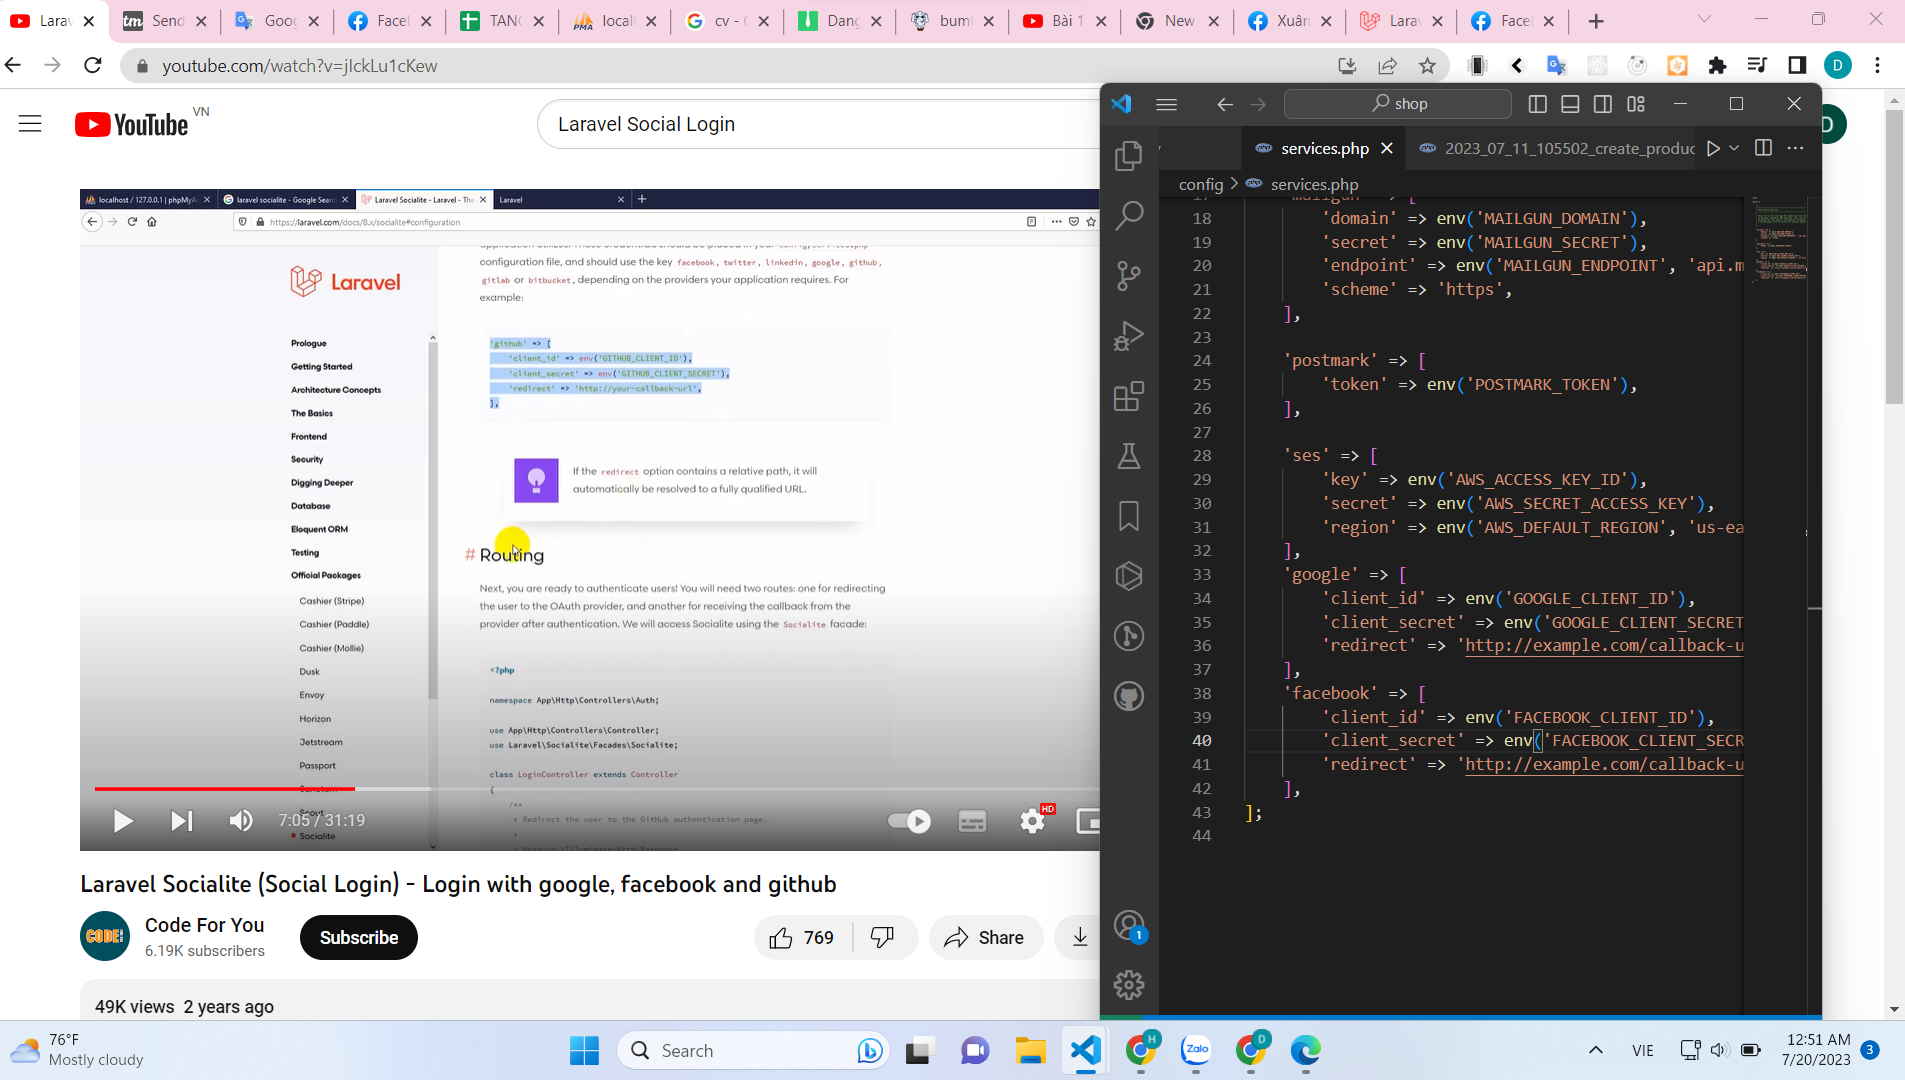 Larav
Send
Goog
Facel
TANG
locall
PMA
cv - G
Dang
bumb
Bài 1
New
Xuân
Larav
Facel
youtube.com/watch?v=jIckLu1cKew
D
YouTube
VN
Laravel Social Login
D
localhost / 127.0.0.1 | phpMyA
laravel socialite - Google Searc
Laravel Socialite - Laravel - The
Laravel
https://laravel.com/docs/8.x/socialite#configuration
Laravel
Prologue
Getting Started
Architecture Concepts
The Basics
Frontend
Security
Digging Deeper
Database
Eloquent ORM
Testing
Official Packages
Cashier (Stripe)
Cashier (Paddle)
Cashier (Mollie)
Dusk
Envoy
Horizon
Jetstream
Passport
Sanctum
Scout
Socialite
configuration file, and should use the key facebook, twitter, linkedin, google, github,
gitlab or bitbucket, depending on the providers your application requires. For
example:
'github' => [
'client_id' => env('GITHUB_CLIENT_ID'),
'client_secret' => env('GITHUB_CLIENT_SECRET'),
'redirect' => 'http://your-callback-url',
],
If the redirect option contains a relative path, it will
automatically be resolved to a fully qualified URL.
# Routing
Next, you are ready to authenticate users! You will need two routes: one for redirecting
the user to the OAuth provider, and another for receiving the callback from the
provider after authentication. We will access Socialite using the Socialite facade:
<?php
namespace App\Http\Controllers\Auth;
use App\Http\Controllers\Controller;
use Laravel\Socialite\Facades\Socialite;
class LoginController extends Controller
{
/**
* Redirect the user to the GitHub authentication page.
*
7:05 / 31:19
HD
Laravel Socialite (Social Login) - Login with google, facebook and github
CODE
Code For You
6.19K subscribers
Subscribe
769
Share
49K views 2 years ago
shop
services.php
2023_07_11_105502_create_produc
config > services.php
17 'mailgun' => [
18 'domain' => env('MAILGUN_DOMAIN'),
19 'secret' => env('MAILGUN_SECRET'),
20 'endpoint' => env('MAILGUN_ENDPOINT', 'api.m
21 'scheme' => 'https',
22 ],
23
24 'postmark' => [
25 'token' => env('POSTMARK_TOKEN'),
26 ],
27
28 'ses' => [
29 'key' => env('AWS_ACCESS_KEY_ID'),
30 'secret' => env('AWS_SECRET_ACCESS_KEY'),
31 'region' => env('AWS_DEFAULT_REGION', 'us-ea
32 ],
33 'google' => [
34 'client_id' => env('GOOGLE_CLIENT_ID'),
35 'client_secret' => env('GOOGLE_CLIENT_SECRET
36 'redirect' => 'http://example.com/callback-u
37 ],
38 'facebook' => [
39 'client_id' => env('FACEBOOK_CLIENT_ID'),
40 'client_secret' => env('FACEBOOK_CLIENT_SECR
41 'redirect' => 'http://example.com/callback-u
42 ],
43 ];
44
1
76°F
Mostly cloudy
Search
H
Zalo
D
VIE
12:51 AM
7/20/2023
3